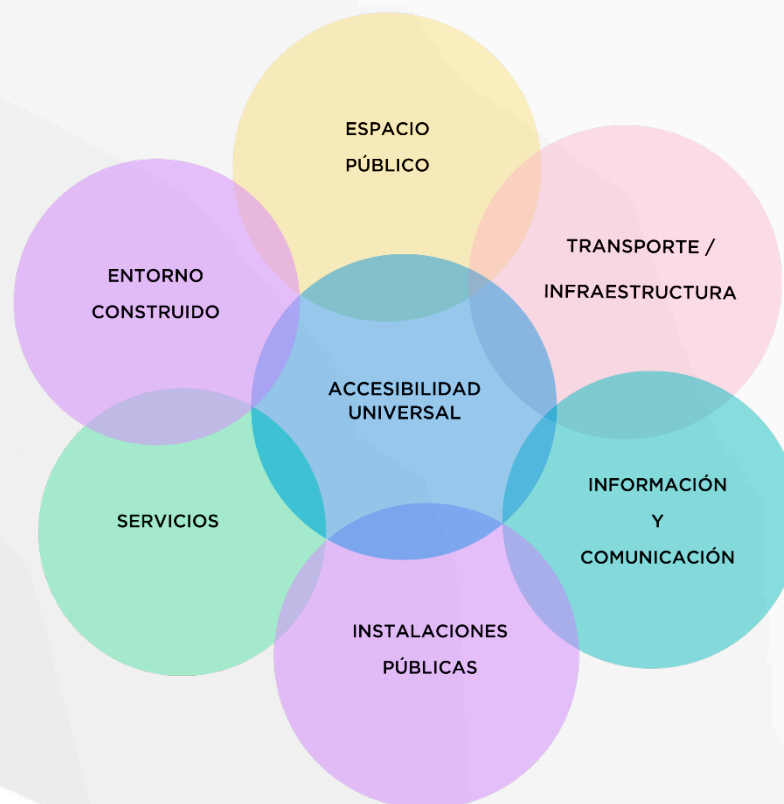 ESPACIO
PÚBLICO
TRANSPORTE /
INFRAESTRUCTURA
ENTORNO
CONSTRUIDO
ACCESIBILIDAD
UNIVERSAL
INFORMACIÓN
Y
COMUNICACIÓN
SERVICIOS
INSTALACIONES
PÚBLICAS